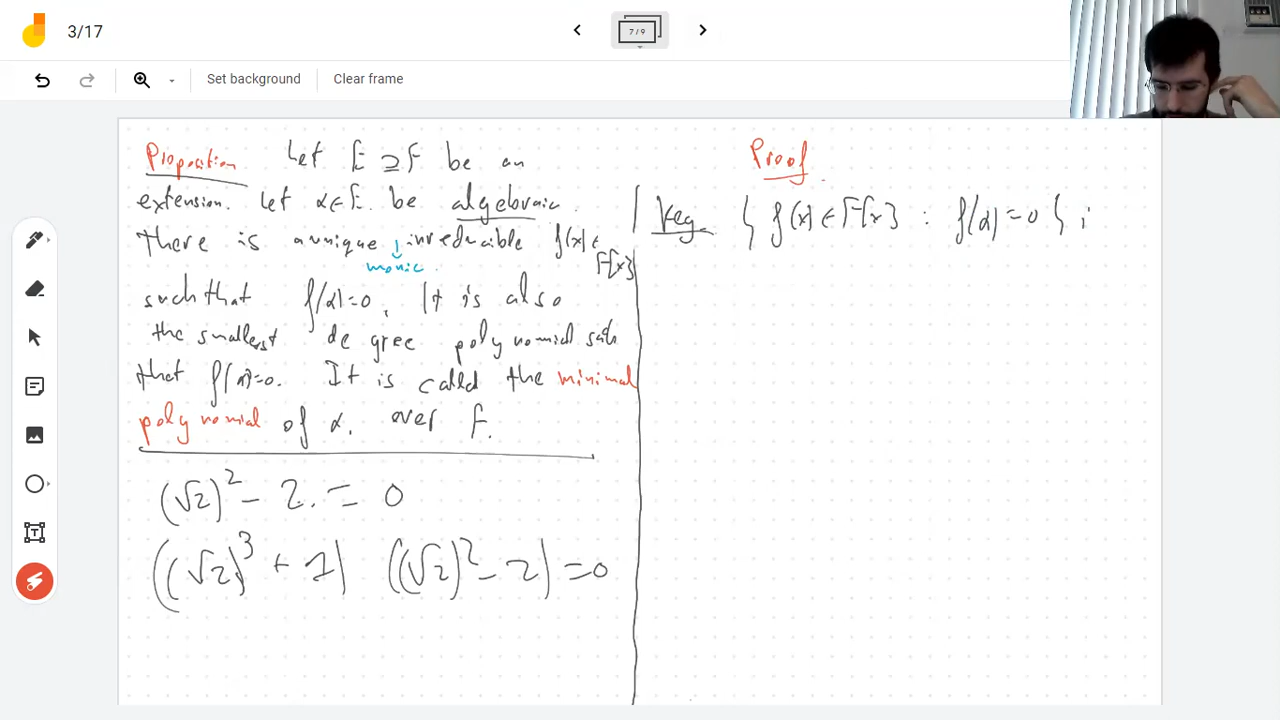 3/17
7/9
Set background
Clear frame
Proposition Let E ⊇ F be an
extension. Let α ∈ E. be algebraic.
There is a unique irreducible f(x) ∈
monic
F[x]
such that f(α)=0. It is also
the smallest degree polynomial such
that f(α)=0. It is called the minimal
polynomial of α. over F.
(√2)² - 2. = 0
((√2)³ + 1) ((√2)² - 2) = 0
Proof
Key { f(x) ∈ F[x] : f(α) = 0 } i